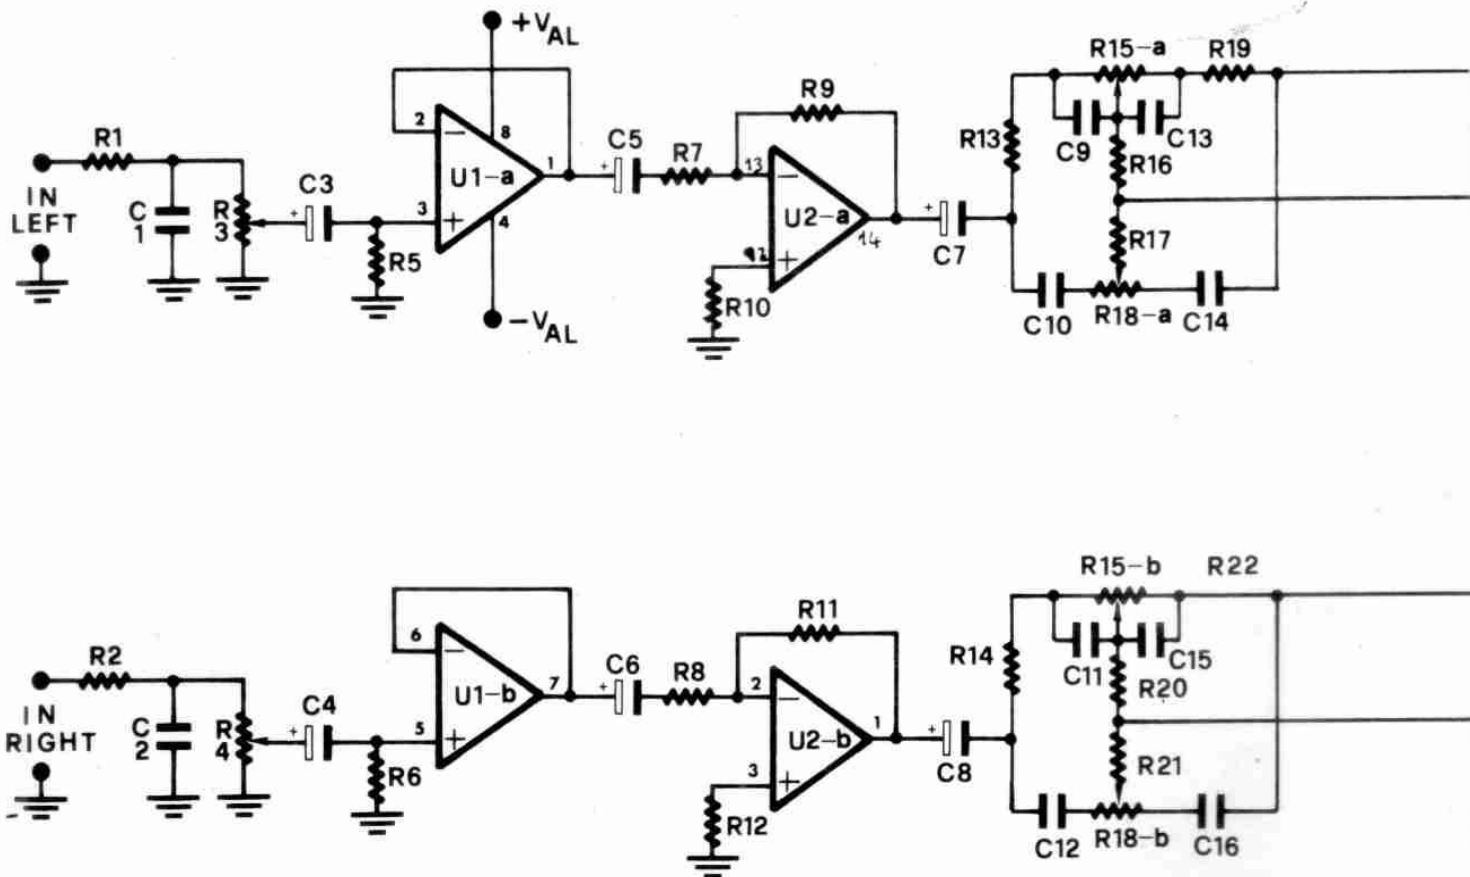 +VAL
R15-a
R19
R9
2
8
R1
C5
R7
13
R13
C9
C13
C3
U1-a
1
R16
IN
LEFT
C
1
R
3
3
4
U2-a
14
R5
C7
R17
R10
C10
R18-a
C14
-VAL
R15-b
R22
R11
6
R2
C6
R8
2
R14
C11
C15
C4
U1-b
7
R20
IN
RIGHT
C
2
R
4
5
U2-b
1
R6
C8
R21
3
R12
C12
R18-b
C16